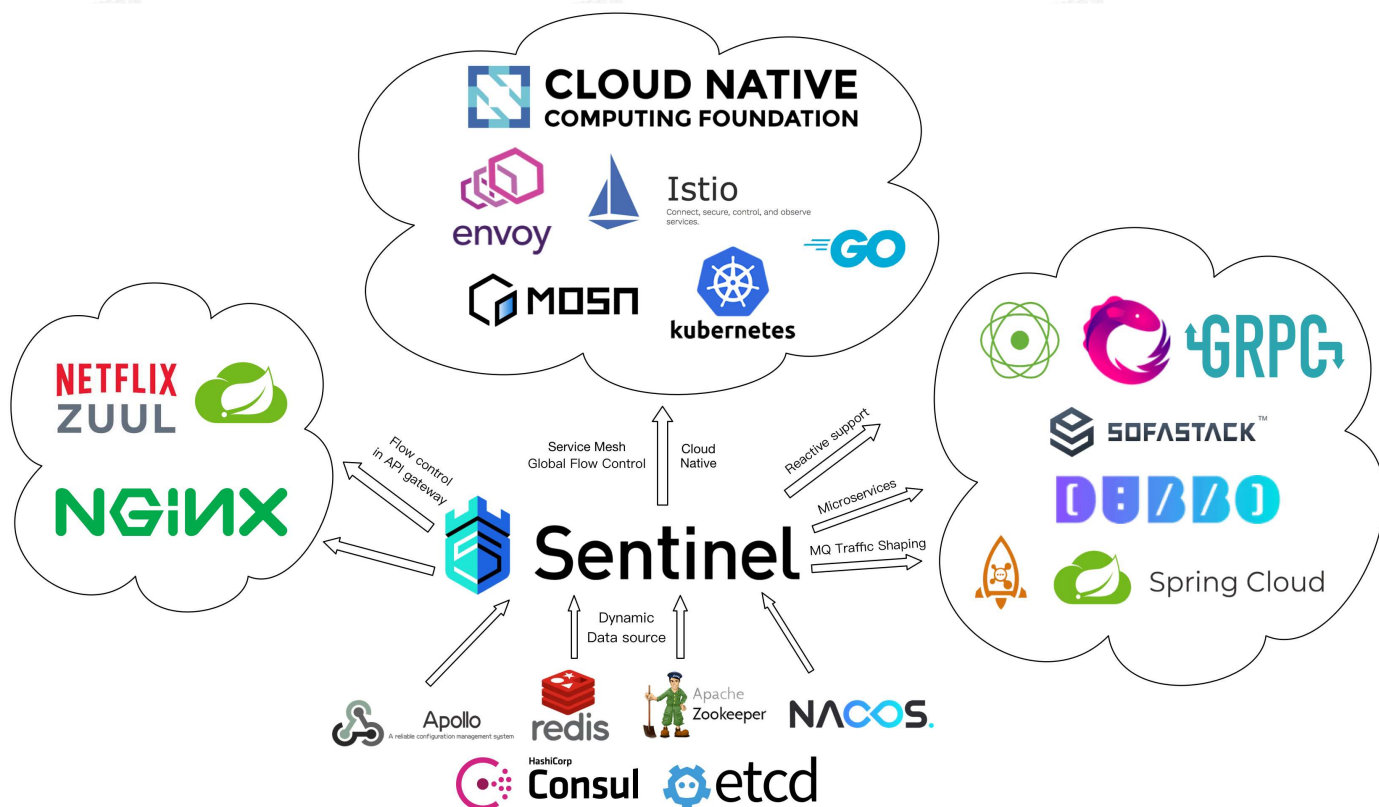 CLOUD NATIVE
COMPUTING FOUNDATION
envoy
Istio
Connect, secure, control, and observe
services.
GO
MOSN
kubernetes
NETFLIX
ZUUL
NGINX
GRPC
SOFASTACK™
DUBBO
Spring Cloud
Flow control
in API gateway
Service Mesh
Global Flow Control
Cloud
Native
Reactive support
Microservices
MQ Traffic Shaping
Sentinel
Dynamic
Data source
Apollo
A reliable configuration management system
redis
Apache
Zookeeper
NACOS.
HashiCorp
Consul
etcd